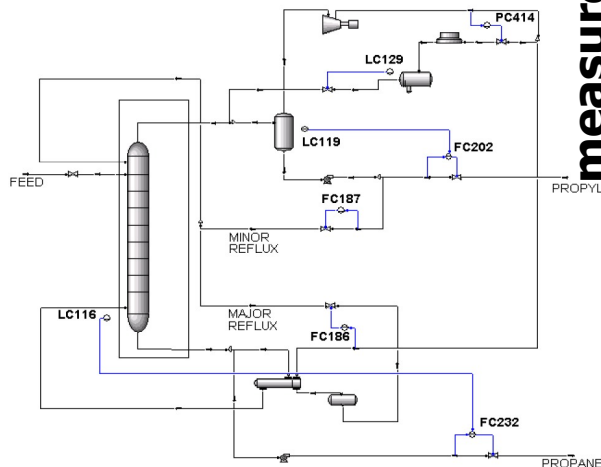 PC414
measure
LC129
LC119
FC202
FEED
PROPYL
FC187
MINOR
REFLUX
LC116
MAJOR
REFLUX
FC186
FC232
PROPANE